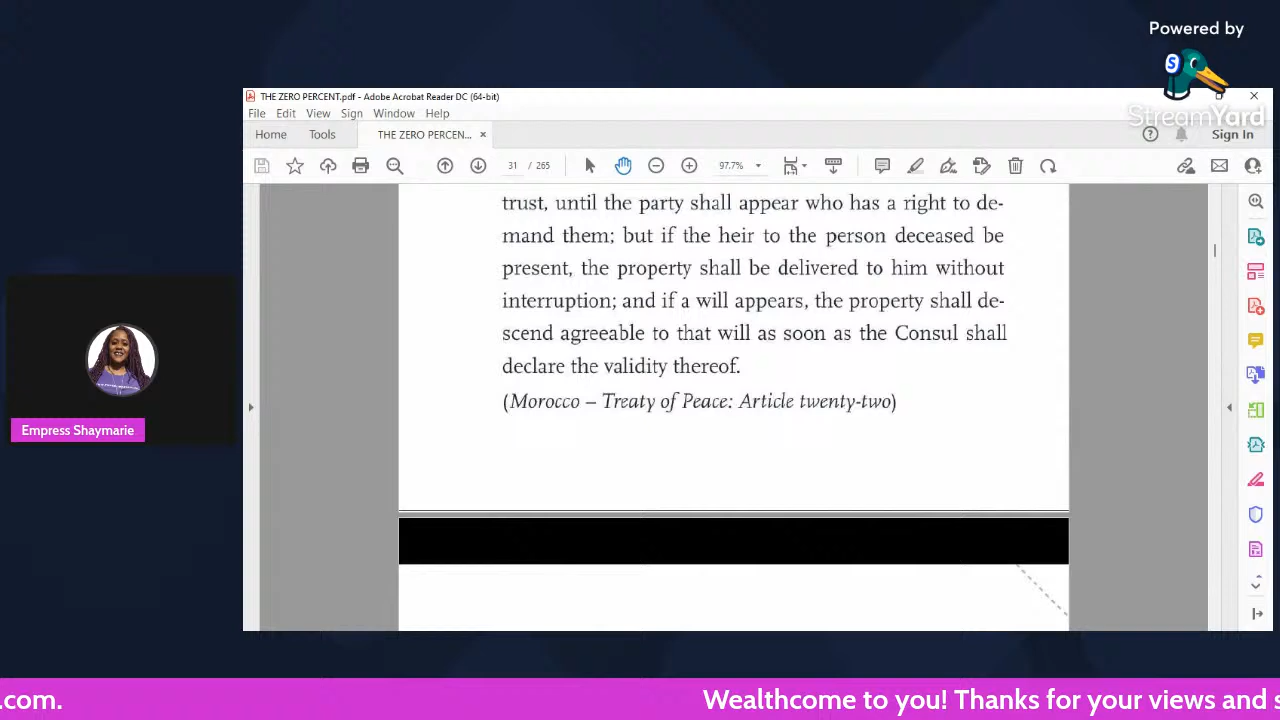 Powered by
StreamYard
THE ZERO PERCENT.pdf - Adobe Acrobat Reader DC (64-bit)
File Edit View Sign Window Help
Home Tools THE ZERO PERCEN... × Sign In
31 / 265 97.7%
trust, until the party shall appear who has a right to de-
mand them; but if the heir to the person deceased be
present, the property shall be delivered to him without
interruption; and if a will appears, the property shall de-
scend agreeable to that will as soon as the Consul shall
declare the validity thereof.
(Morocco – Treaty of Peace: Article twenty-two)
Empress Shaymarie
.com. Wealthcome to you! Thanks for your views and s